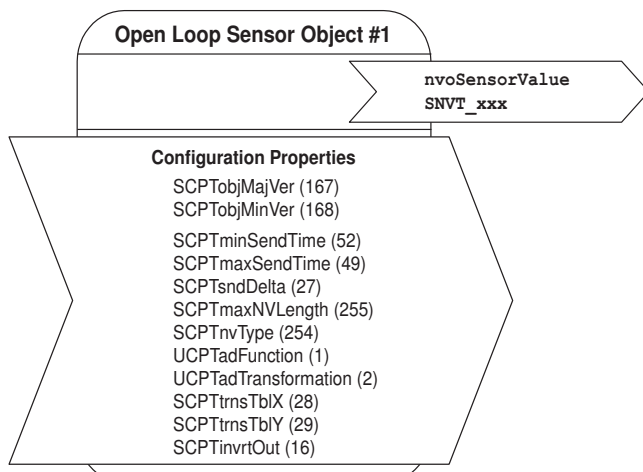 Open Loop Sensor Object #1
nvoSensorValue
SNVT_xxx
Configuration Properties
SCPTobjMajVer (167)
SCPTobjMinVer (168)
SCPTminSendTime (52)
SCPTmaxSendTime (49)
SCPTsndDelta (27)
SCPTmaxNVLength (255)
SCPTnvType (254)
UCPTadFunction (1)
UCPTadTransformation (2)
SCPTtrnsTblX (28)
SCPTtrnsTblY (29)
SCPTinvrtOut (16)